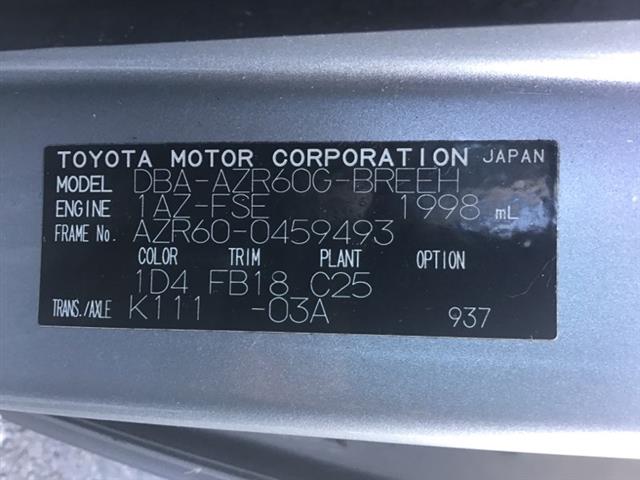 TOYOTA MOTOR CORPORATION JAPAN
MODEL DBA-AZR60G-BREEH
ENGINE 1AZ-FSE 1998 mL
FRAME No. AZR60-0459493
COLOR TRIM PLANT OPTION
1D4 FB18 C25
TRANS./AXLE K111 -03A 937